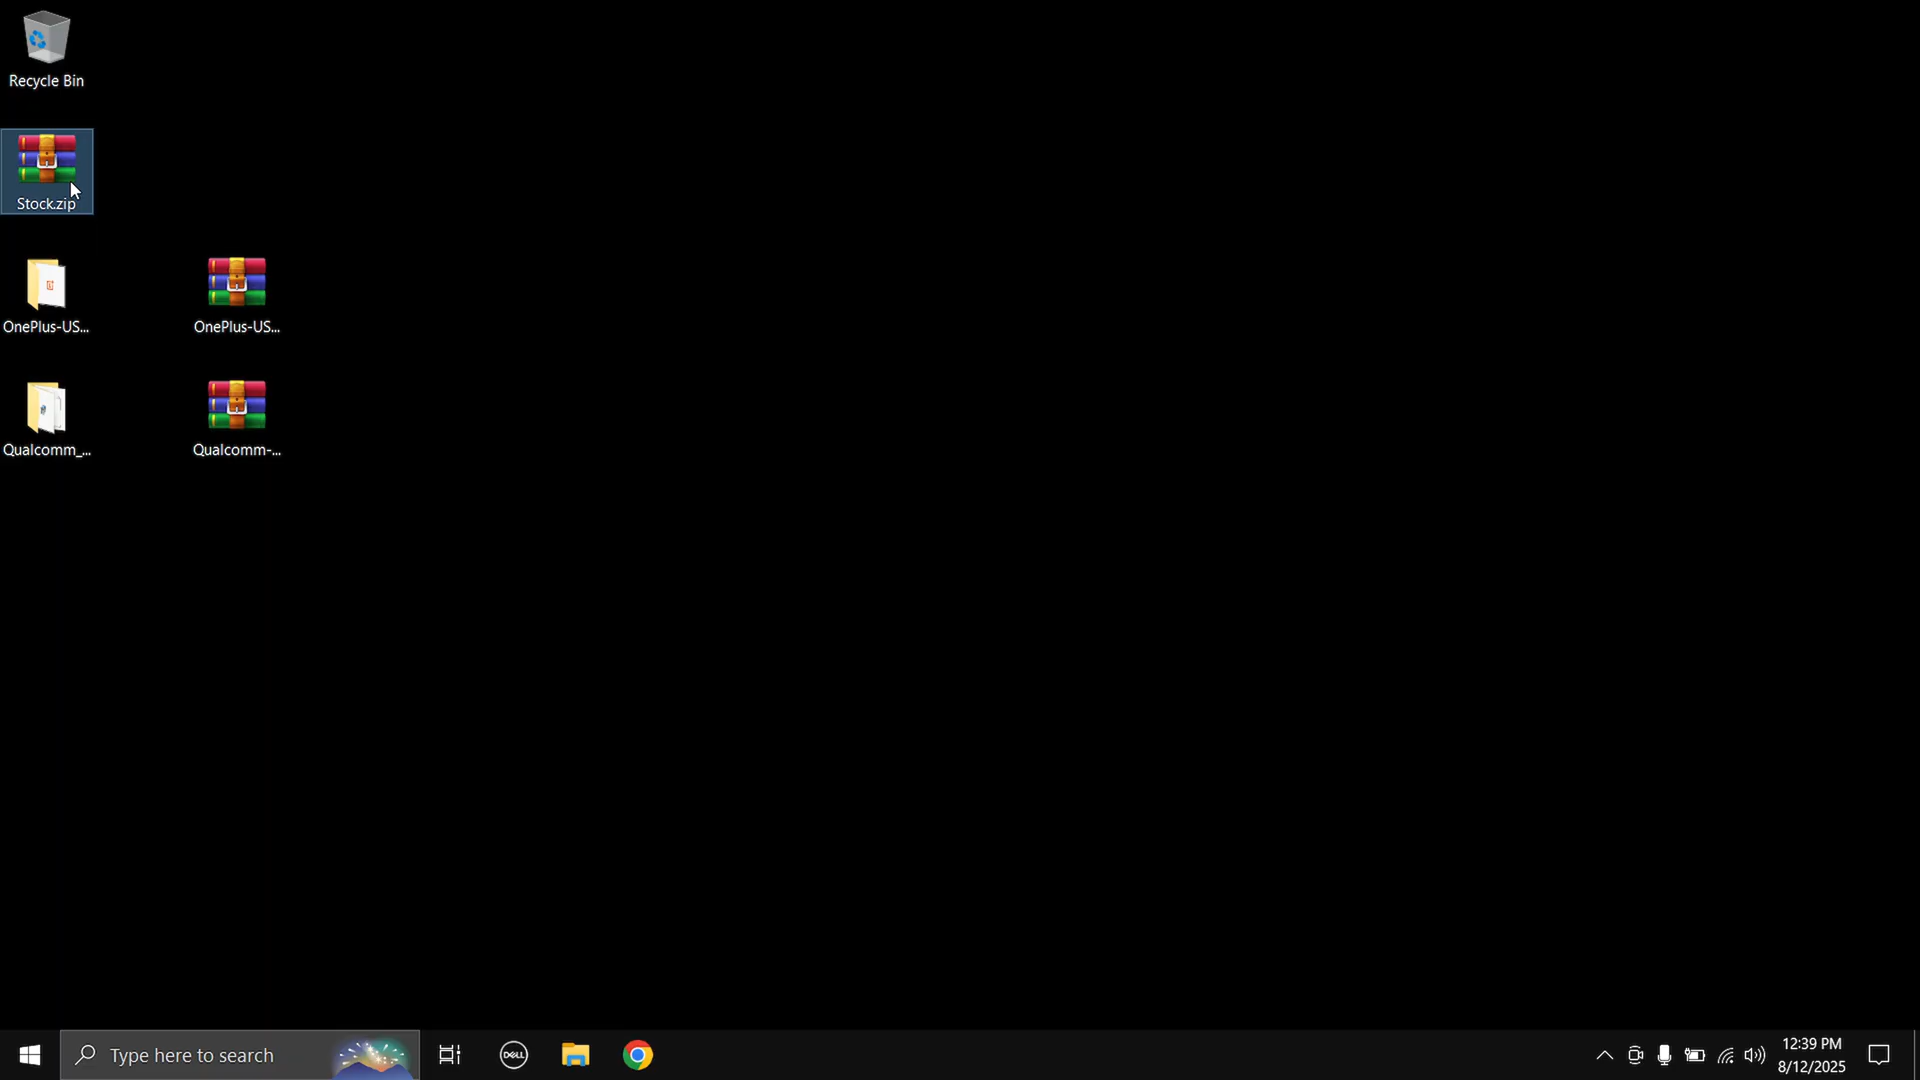 Recycle Bin
Stock.zip
OnePlus-US...
OnePlus-US...
Qualcomm_...
Qualcomm-...
Type here to search
DELL
12:39 PM
8/12/2025